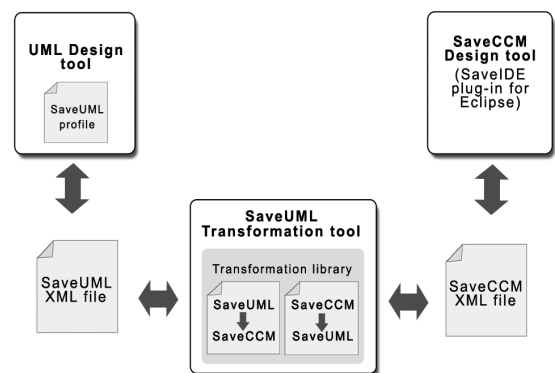 UML Design
tool
SaveUML
profile
SaveCCM
Design tool
(SaveIDE
plug-in for
Eclipse)
SaveUML
XML file
SaveUML
Transformation tool
Transformation library
SaveUML
SaveCCM
SaveCCM
SaveUML
SaveCCM
XML file